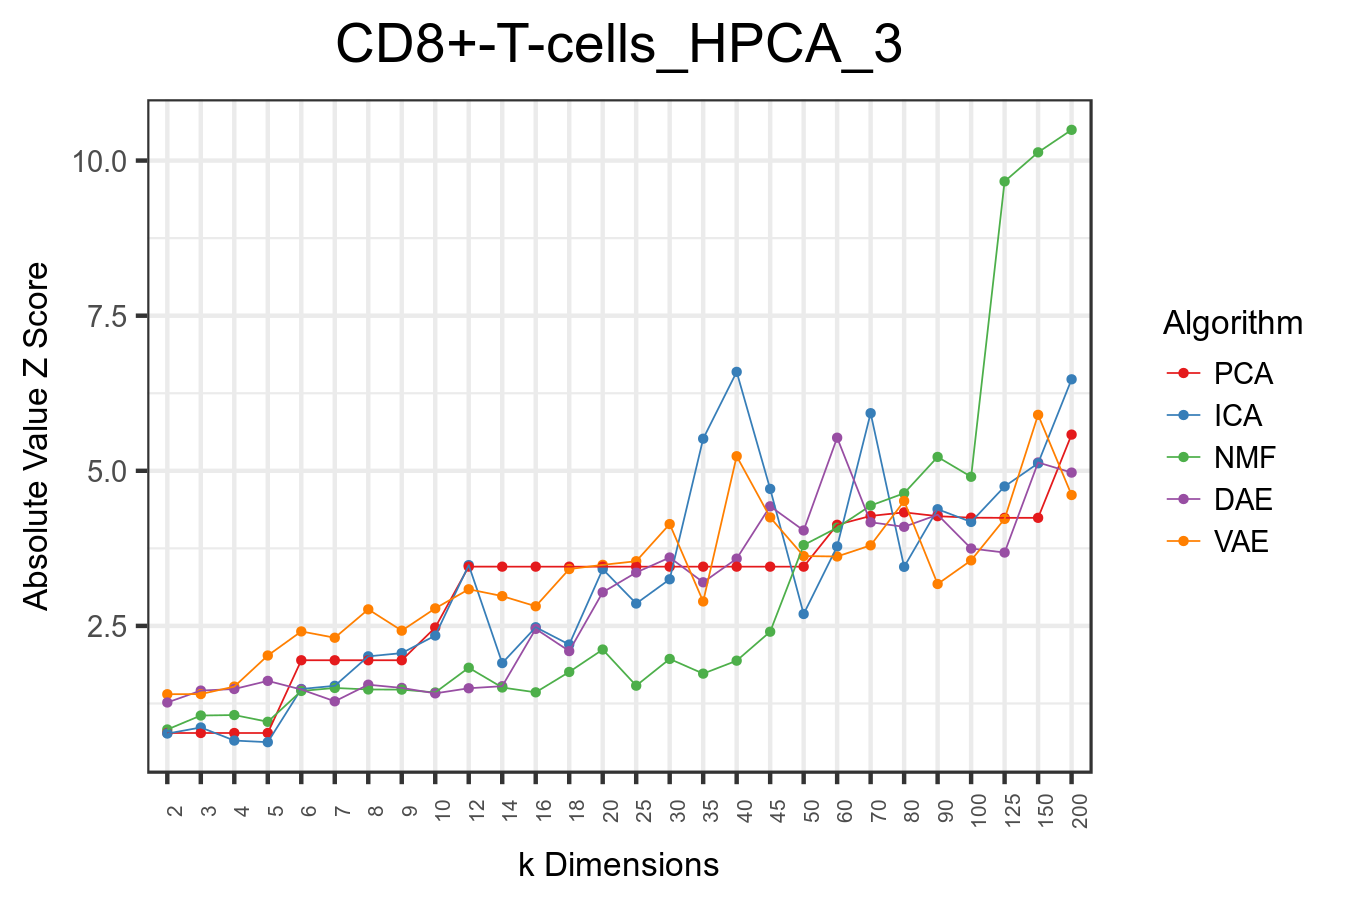 CD8+-T-cells_HPCA_3
Absolute Value Z Score
10.0
7.5
5.0
2.5
2 3 4 5 6 7 8 9 10 12 14 16 18 20 25 30 35 40 45 50 60 70 80 90 100 125 150 200
k Dimensions
Algorithm
PCA
ICA
NMF
DAE
VAE